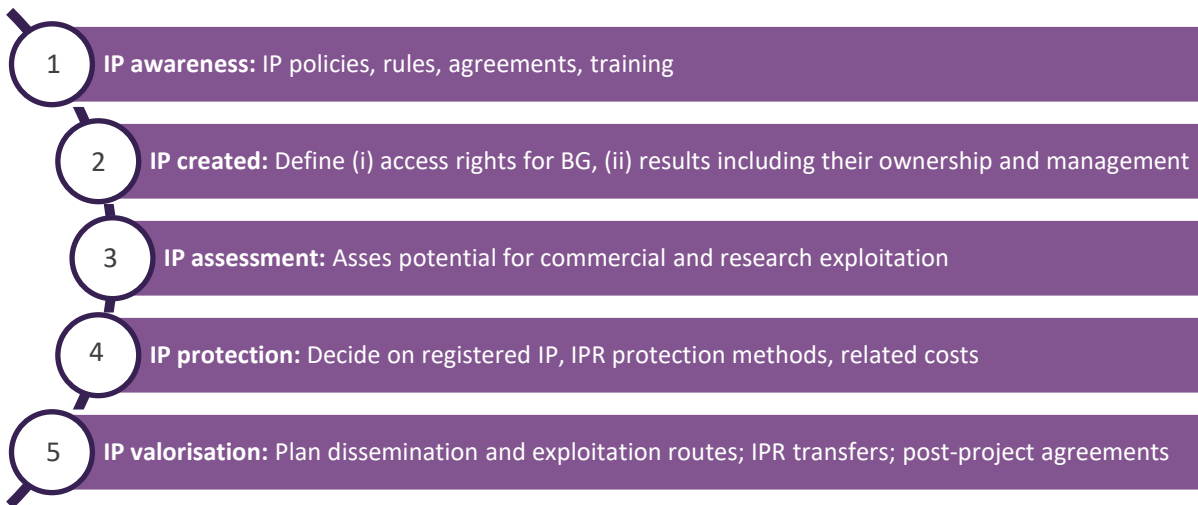 1
IP awareness: IP policies, rules, agreements, training
2
IP created: Define (i) access rights for BG, (ii) results including their ownership and management
3
IP assessment: Asses potential for commercial and research exploitation
4
IP protection: Decide on registered IP, IPR protection methods, related costs
5
IP valorisation: Plan dissemination and exploitation routes; IPR transfers; post-project agreements